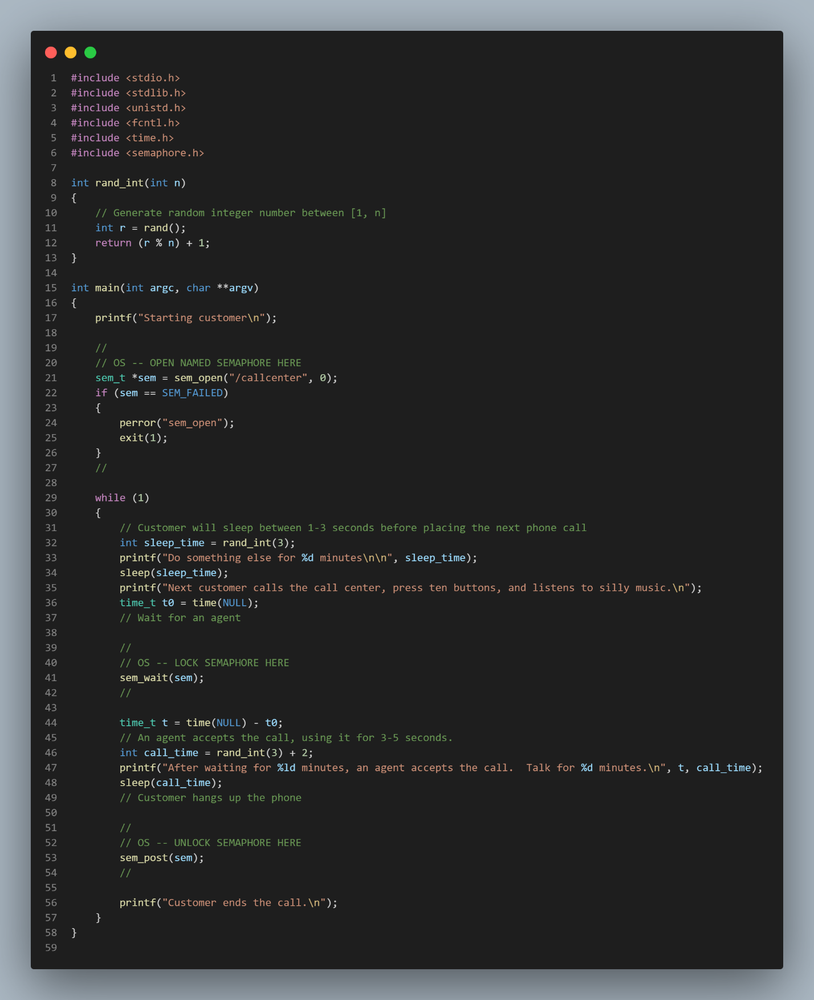 1 #include <stdio.h>
2 #include <stdlib.h>
3 #include <unistd.h>
4 #include <fcntl.h>
5 #include <time.h>
6 #include <semaphore.h>
7
8 int rand_int(int n)
9 {
10     // Generate random integer number between [1, n]
11     int r = rand();
12     return (r % n) + 1;
13 }
14
15 int main(int argc, char **argv)
16 {
17     printf("Starting customer\n");
18
19     //
20     // OS -- OPEN NAMED SEMAPHORE HERE
21     sem_t *sem = sem_open("/callcenter", 0);
22     if (sem == SEM_FAILED)
23     {
24         perror("sem_open");
25         exit(1);
26     }
27     //
28
29     while (1)
30     {
31         // Customer will sleep between 1-3 seconds before placing the next phone call
32         int sleep_time = rand_int(3);
33         printf("Do something else for %d minutes\n\n", sleep_time);
34         sleep(sleep_time);
35         printf("Next customer calls the call center, press ten buttons, and listens to silly music.\n");
36         time_t t0 = time(NULL);
37         // Wait for an agent
38
39         //
40         // OS -- LOCK SEMAPHORE HERE
41         sem_wait(sem);
42         //
43
44         time_t t = time(NULL) - t0;
45         // An agent accepts the call, using it for 3-5 seconds.
46         int call_time = rand_int(3) + 2;
47         printf("After waiting for %ld minutes, an agent accepts the call.  Talk for %d minutes.\n", t, call_time);
48         sleep(call_time);
49         // Customer hangs up the phone
50
51         //
52         // OS -- UNLOCK SEMAPHORE HERE
53         sem_post(sem);
54         //
55
56         printf("Customer ends the call.\n");
57     }
58 }
59